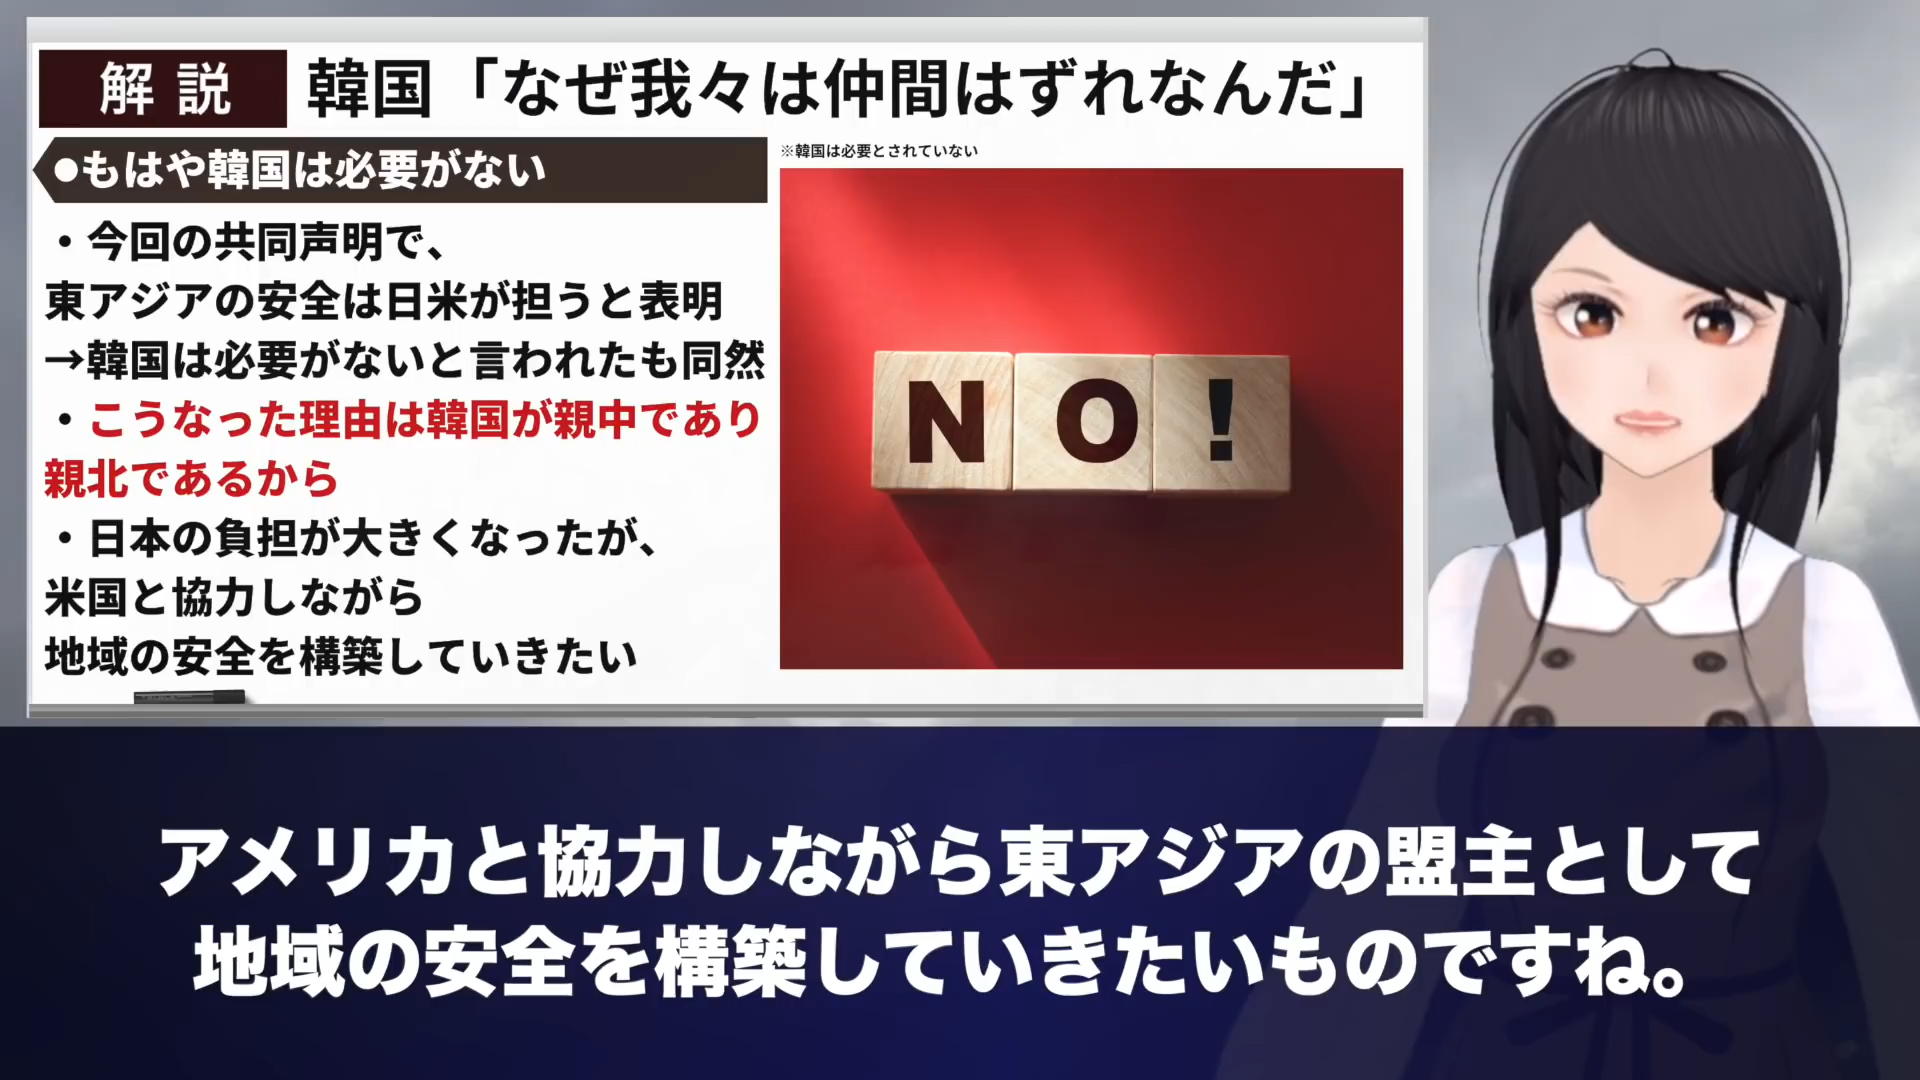 解説 韓国「なぜ我々は仲間はずれなんだ」
●もはや韓国は必要がない
※韓国は必要とされていない
・今回の共同声明で、
東アジアの安全は日米が担うと表明
→韓国は必要がないと言われたも同然
・こうなった理由は韓国が親中であり
親北であるから
・日本の負担が大きくなったが、
米国と協力しながら
地域の安全を構築していきたい
NO!
アメリカと協力しながら東アジアの盟主として
地域の安全を構築していきたいものですね。